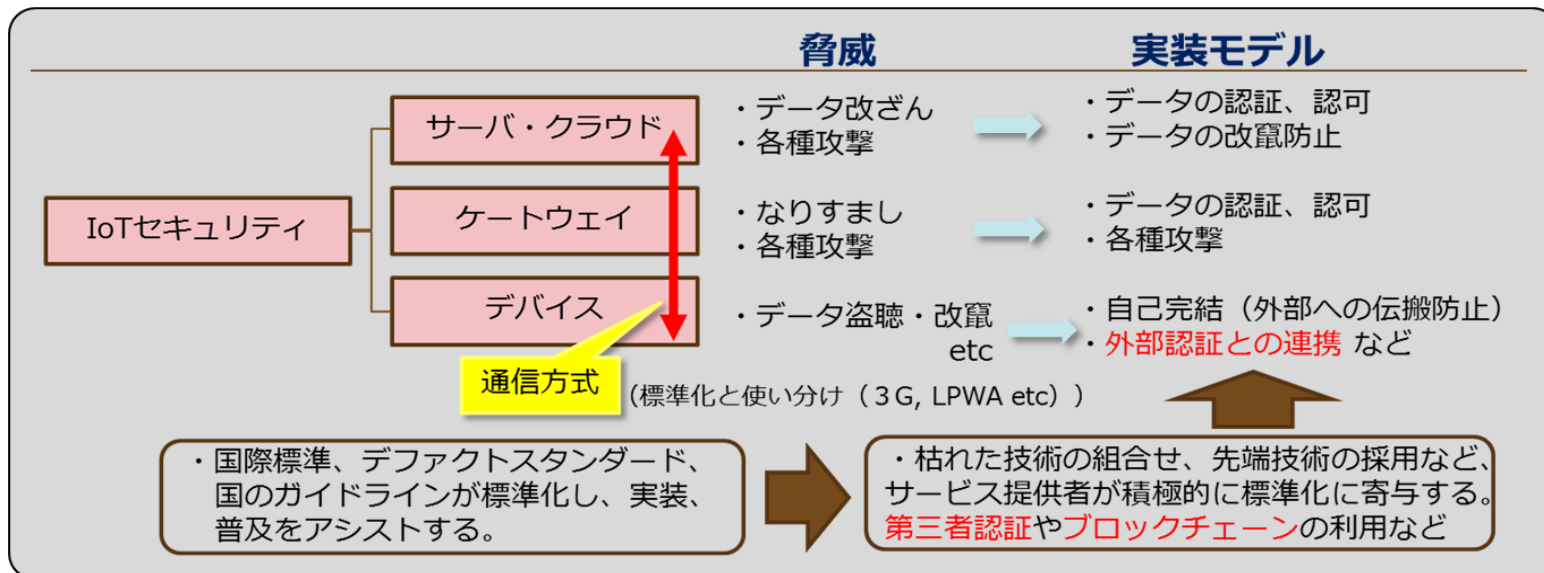 脅威
実装モデル
サーバ・クラウド
・データ改ざん
・各種攻撃
・データの認証、認可
・データの改竄防止
IoTセキュリティ
ケートウェイ
・なりすまし
・各種攻撃
・データの認証、認可
・各種攻撃
デバイス
・データ盗聴・改竄
etc
・自己完結（外部への伝搬防止）
・外部認証との連携 など
通信方式
（標準化と使い分け（３G, LPWA etc））
・国際標準、デファクトスタンダード、
国のガイドラインが標準化し、実装、
普及をアシストする。
・枯れた技術の組合せ、先端技術の採用など、
サービス提供者が積極的に標準化に寄与する。
第三者認証やブロックチェーンの利用など